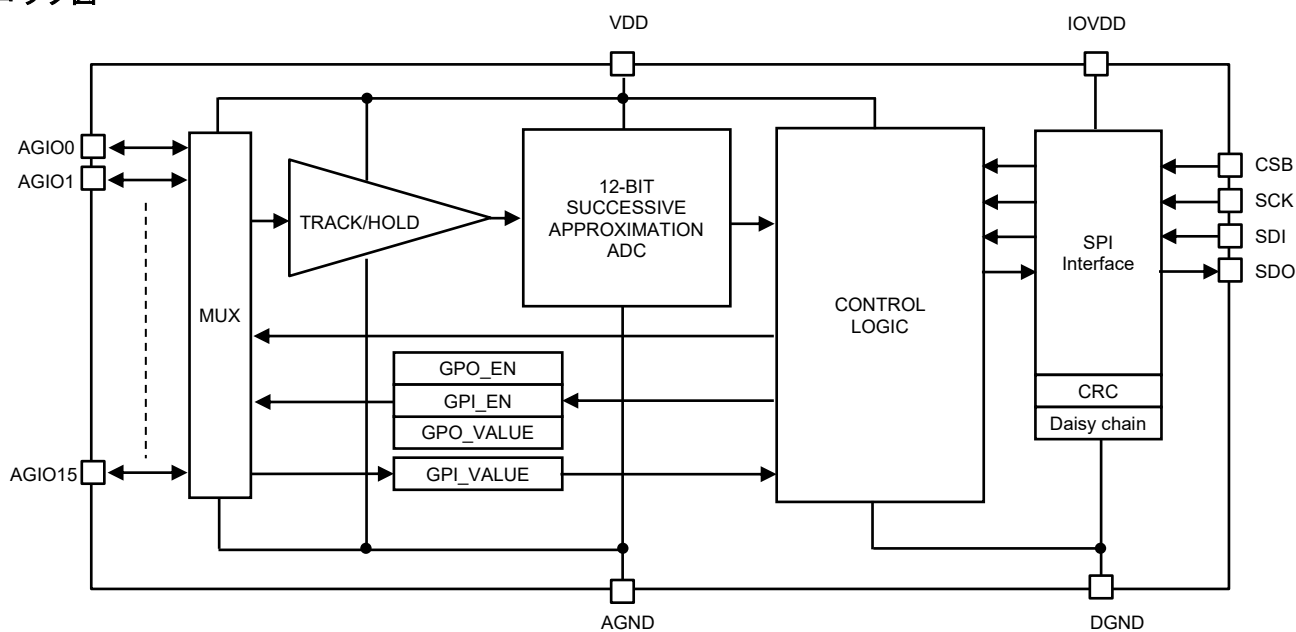 VDD
IOVDD
AGIO0
AGIO1
AGIO15
MUX
TRACK/HOLD
12-BIT
SUCCESSIVE
APPROXIMATION
ADC
GPO_EN
GPI_EN
GPO_VALUE
GPI_VALUE
CONTROL
LOGIC
SPI
Interface
CRC
Daisy chain
CSB
SCK
SDI
SDO
AGND
DGND